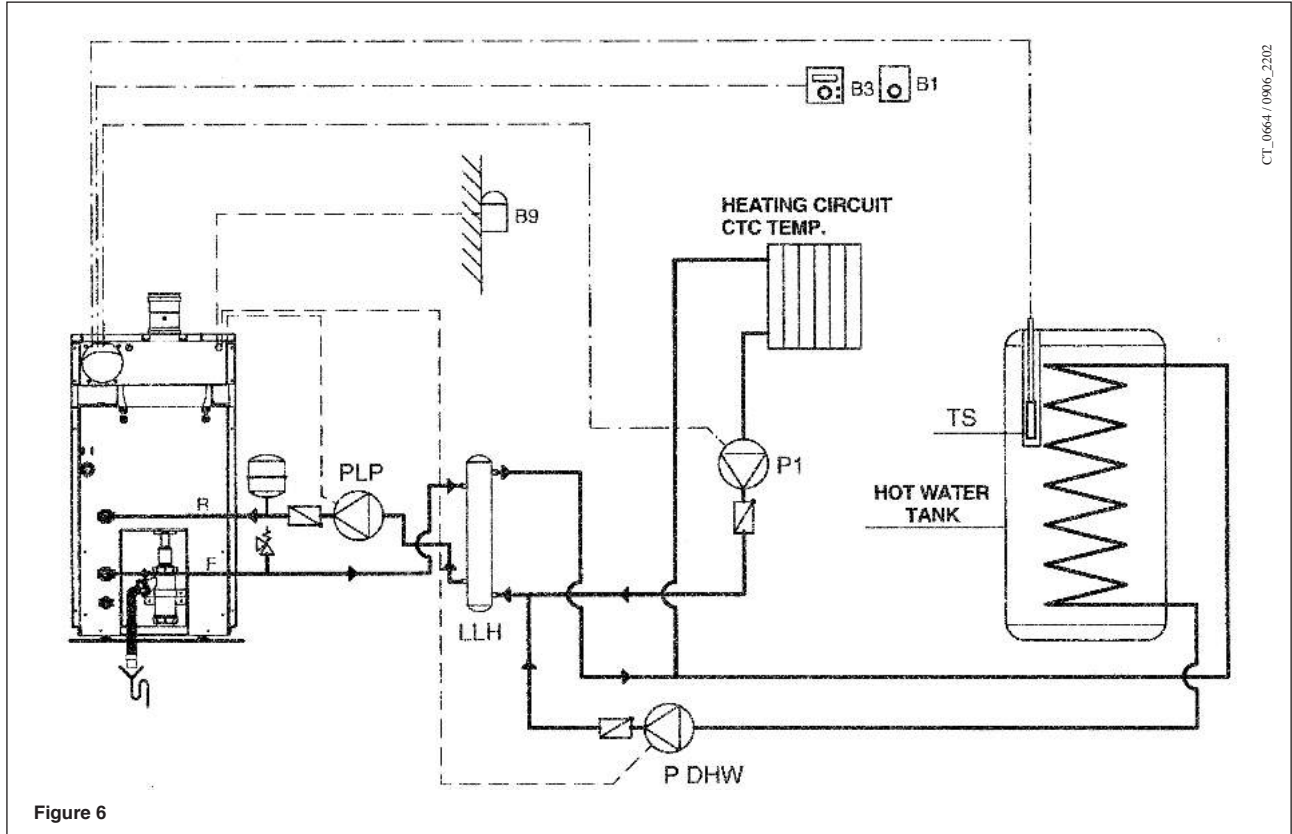 CT_0664 / 0906_2202
B3
B1
B9
HEATING CIRCUIT
CTC TEMP.
TS
P1
PLP
HOT WATER
TANK
R
F
LLH
P DHW
Figure 6